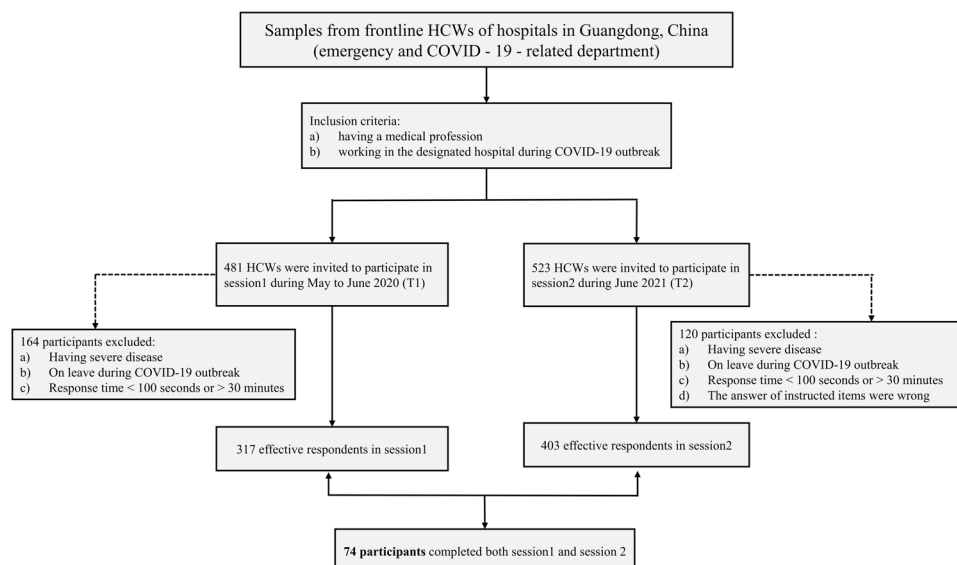 Samples from frontline HCWs of hospitals in Guangdong, China
(emergency and COVID - 19 - related department)
Inclusion criteria:
a) having a medical profession
b) working in the designated hospital during COVID-19 outbreak
481 HCWs were invited to participate in
session1 during May to June 2020 (T1)
523 HCWs were invited to participate in
session2 during June 2021 (T2)
164 participants excluded:
a) Having severe disease
b) On leave during COVID-19 outbreak
c) Response time < 100 seconds or > 30 minutes
120 participants excluded :
a) Having severe disease
b) On leave during COVID-19 outbreak
c) Response time < 100 seconds or > 30 minutes
d) The answer of instructed items were wrong
317 effective respondents in session1
403 effective respondents in session2
74 participants completed both session1 and session 2